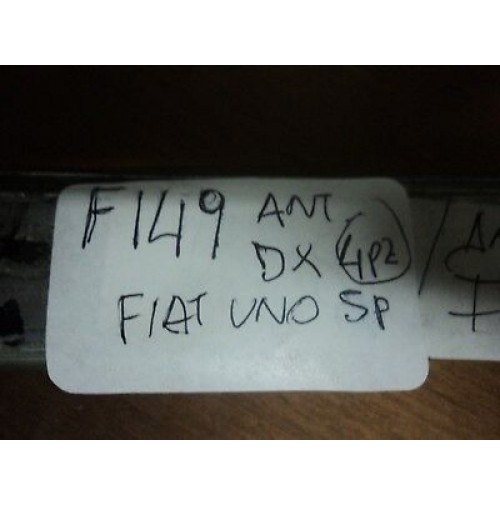 F149 ANT
DX 4P2
FIAT UNO SP